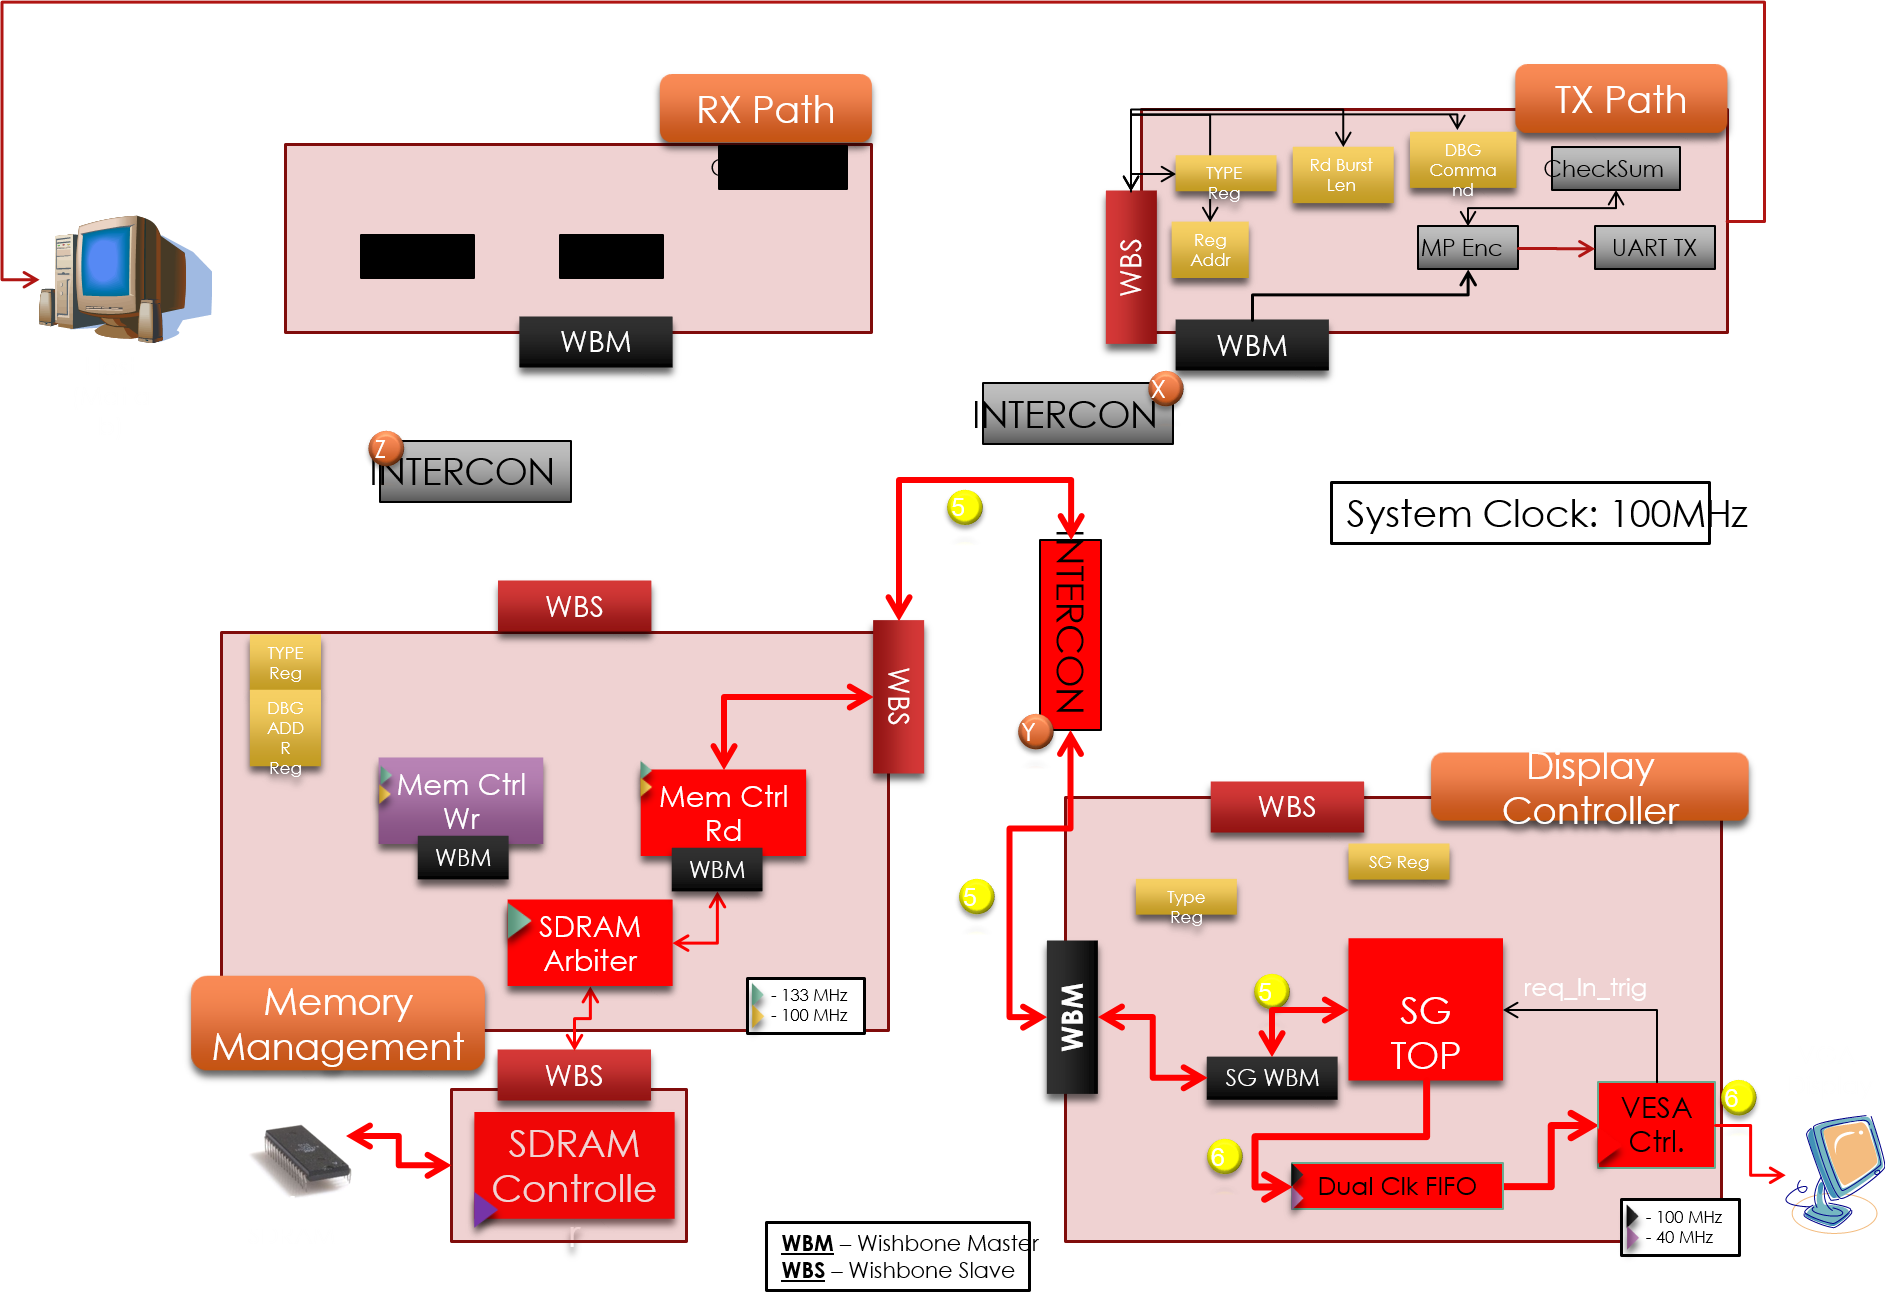 RX Path
TX Path
C
TYPE
Reg
Rd Burst
Len
DBG
Comma
nd
CheckSum
WBS
Reg
Addr
MP Enc
UART TX
WBM
WBM
X
INTERCON
Z
INTERCON
5
System Clock: 100MHz
INTERCON
WBS
TYPE
Reg
DBG
ADD
R
Reg
WBS
Y
Mem Ctrl
Wr
WBM
Mem Ctrl
Rd
WBM
Display
Controller
WBS
SG Reg
5
Type
Reg
SDRAM
Arbiter
- 133 MHz
- 100 MHz
Memory
Management
WBM
5
SG
TOP
req_ln_trig
SG WBM
WBS
6
VESA
Ctrl.
SDRAM
Controlle
r
6
Dual Clk FIFO
- 100 MHz
- 40 MHz
WBM – Wishbone Master
WBS – Wishbone Slave